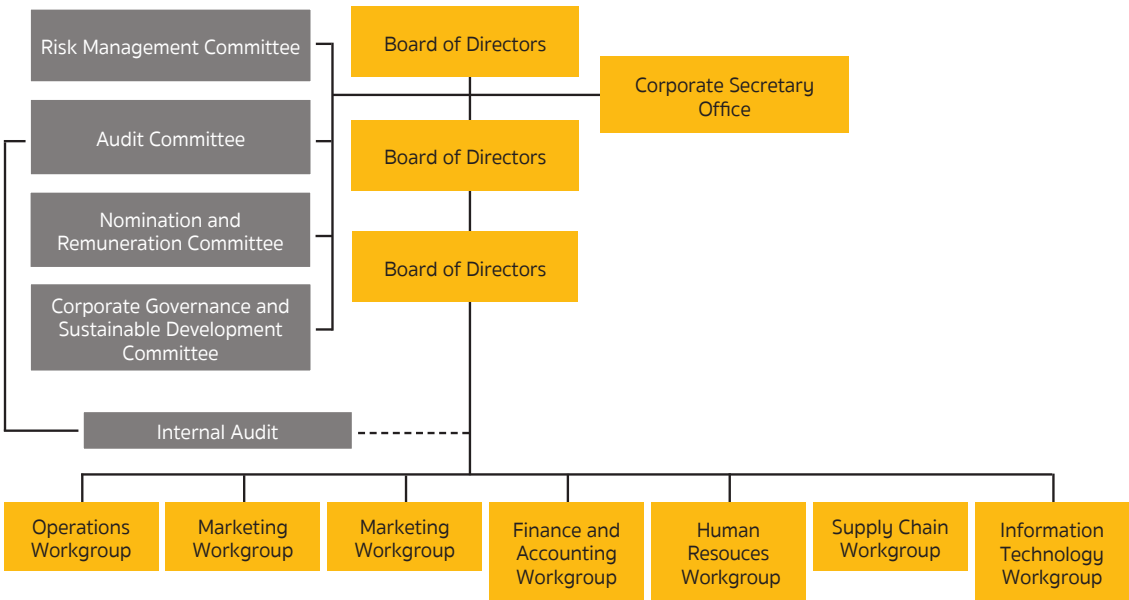 Risk Management Committee
Board of Directors
Corporate Secretary
Office
Audit Committee
Board of Directors
Nomination and
Remuneration Committee
Board of Directors
Corporate Governance and
Sustainable Development
Committee
Internal Audit
Operations
Workgroup
Marketing
Workgroup
Marketing
Workgroup
Finance and
Accounting
Workgroup
Human
Resouces
Workgroup
Supply Chain
Workgroup
Information
Technology
Workgroup